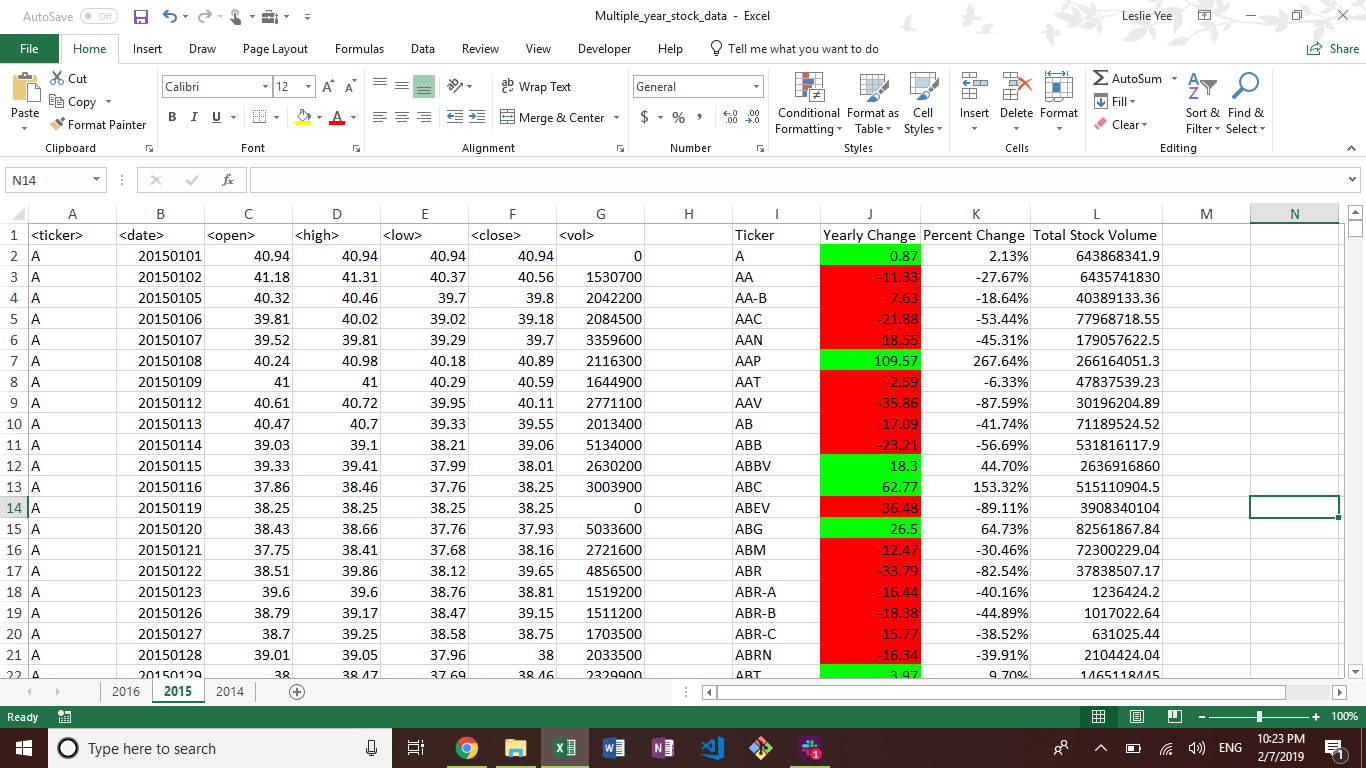 AutoSave Off Multiple_year_stock_data - Excel Leslie Yee
File Home Insert Draw Page Layout Formulas Data Review View Developer Help Tell me what you want to do Share
Paste Cut Copy Format Painter Clipboard
Calibri 12 A A B I U A Font
ab Wrap Text Merge & Center Alignment
General $ % , .00 .0 Number
Conditional Formatting Format as Table Cell Styles Styles
Insert Delete Format Cells
AutoSum Fill Clear Sort & Filter Find & Select Editing
N14 fx
A B C D E F G H I J K L M N
1 <ticker> <date> <open> <high> <low> <close> <vol> Ticker Yearly Change Percent Change Total Stock Volume
2 A 20150101 40.94 40.94 40.94 40.94 0 A 0.87 2.13% 643868341.9
3 A 20150102 41.18 41.31 40.37 40.56 1530700 AA -11.33 -27.67% 6435741830
4 A 20150105 40.32 40.46 39.7 39.8 2042200 AA-B -7.63 -18.64% 40389133.36
5 A 20150106 39.81 40.02 39.02 39.18 2084500 AAC -21.88 -53.44% 77968718.55
6 A 20150107 39.52 39.81 39.29 39.7 3359600 AAN -18.55 -45.31% 179057622.5
7 A 20150108 40.24 40.98 40.18 40.89 2116300 AAP 109.57 267.64% 266164051.3
8 A 20150109 41 41 40.29 40.59 1644900 AAT -2.59 -6.33% 47837539.23
9 A 20150112 40.61 40.72 39.95 40.11 2771100 AAV -35.86 -87.59% 30196204.89
10 A 20150113 40.47 40.7 39.33 39.55 2013400 AB -17.09 -41.74% 71189524.52
11 A 20150114 39.03 39.1 38.21 39.06 5134000 ABB -23.21 -56.69% 531816117.9
12 A 20150115 39.33 39.41 37.99 38.01 2630200 ABBV 18.3 44.70% 2636916860
13 A 20150116 37.86 38.46 37.76 38.25 3003900 ABC 62.77 153.32% 515110904.5
14 A 20150119 38.25 38.25 38.25 38.25 0 ABEV -36.48 -89.11% 3908340104
15 A 20150120 38.43 38.66 37.76 37.93 5033600 ABG 26.5 64.73% 82561867.84
16 A 20150121 37.75 38.41 37.68 38.16 2721600 ABM -12.47 -30.46% 72300229.04
17 A 20150122 38.51 39.86 38.12 39.65 4856500 ABR -33.79 -82.54% 37838507.17
18 A 20150123 39.6 39.6 38.76 38.81 1519200 ABR-A -16.44 -40.16% 1236424.2
19 A 20150126 38.79 39.17 38.47 39.15 1511200 ABR-B -18.38 -44.89% 1017022.64
20 A 20150127 38.7 39.25 38.58 38.75 1703500 ABR-C -15.77 -38.52% 631025.44
21 A 20150128 39.01 39.05 37.96 38 2033500 ABRN -16.34 -39.91% 2104424.04
22 A 20150129 38 38.47 37.69 38.46 2329900 ABT 3.97 9.70% 1465118445
2016 2015 2014
Ready 100%
Type here to search ENG 10:23 PM
2/7/2019 1